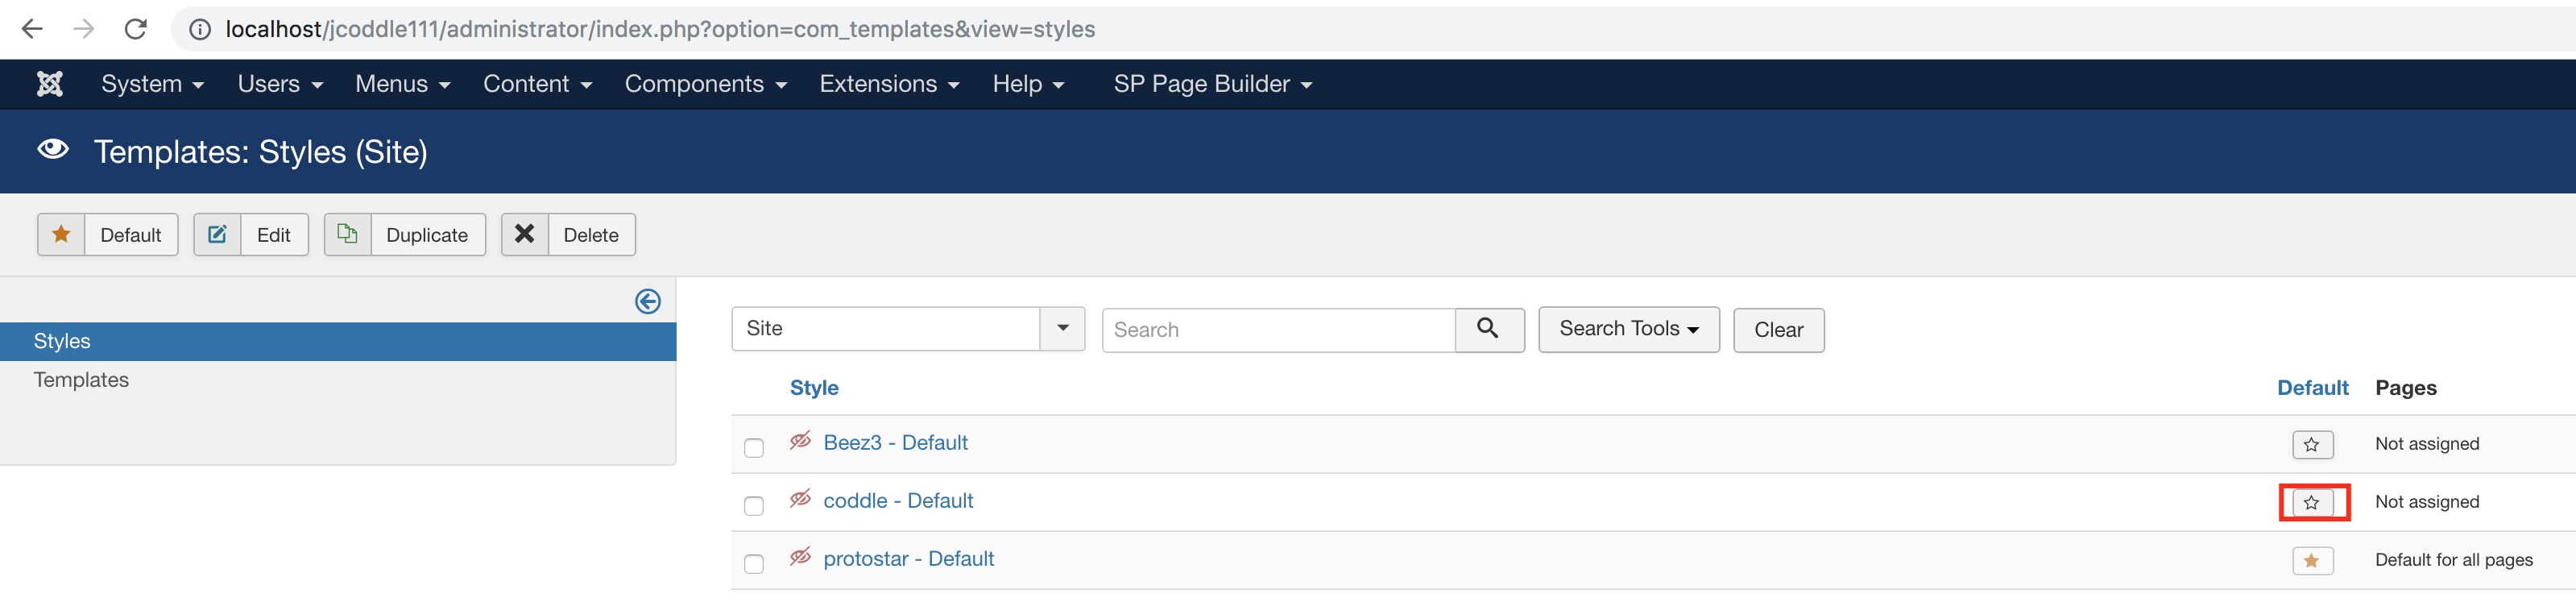 localhost/jcoddle111/administrator/index.php?option=com_templates&view=styles
System Users Menus Content Components Extensions Help SP Page Builder
Templates: Styles (Site)
Default Edit Duplicate Delete
Styles
Templates
Site Search Search Tools Clear
Style Default Pages
Beez3 - Default Not assigned
coddle - Default Not assigned
protostar - Default Default for all pages